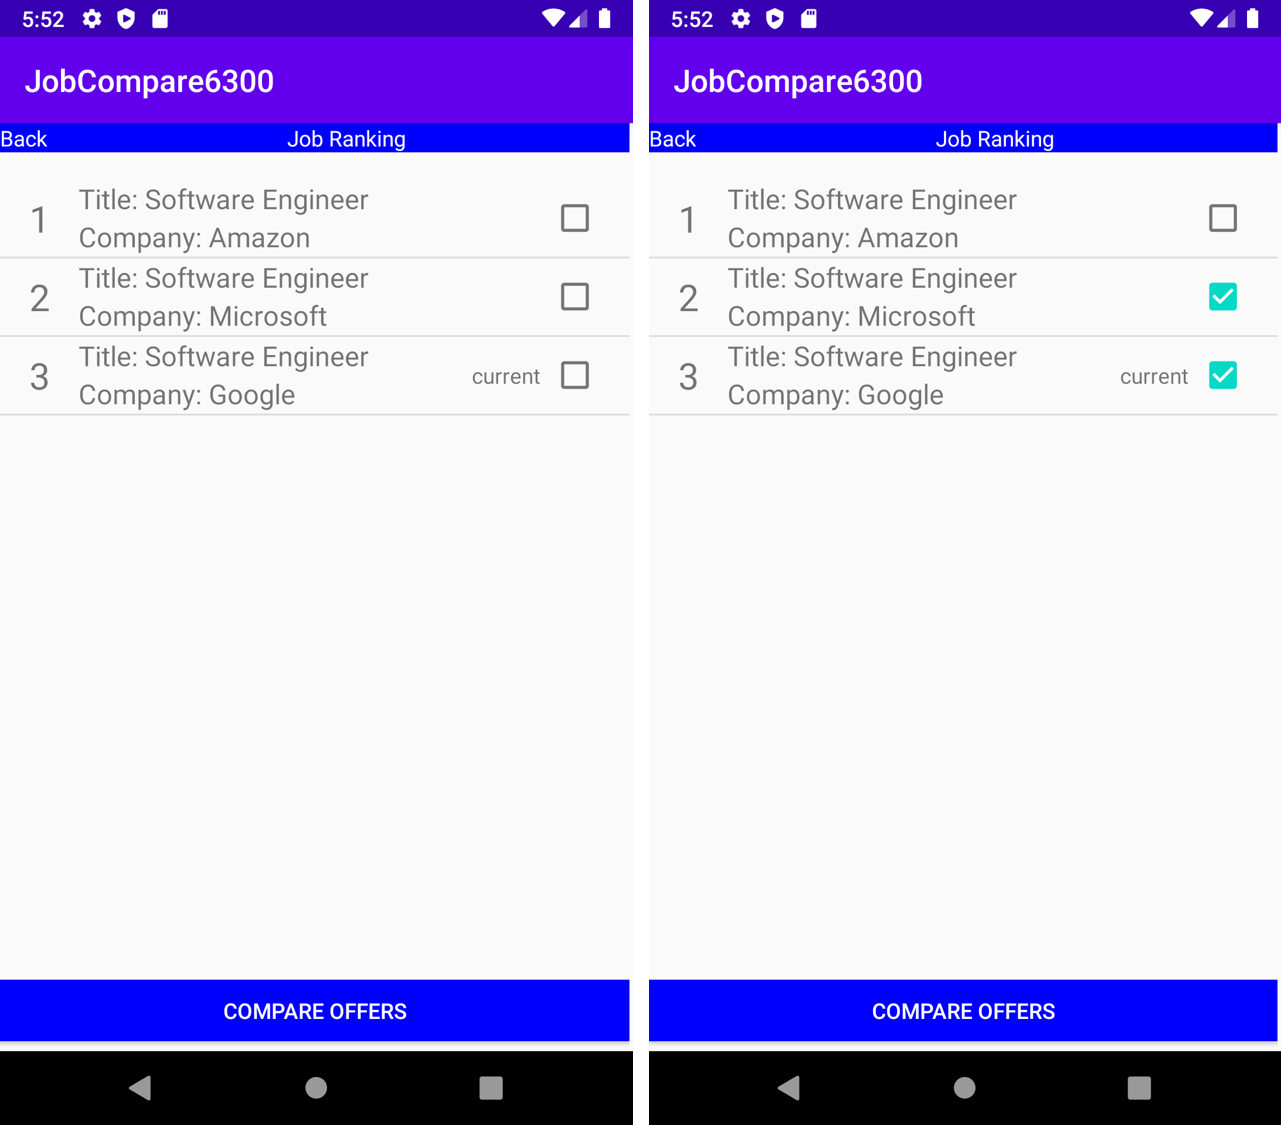 5:52
JobCompare6300
Back Job Ranking
1
Title: Software Engineer
Company: Amazon
2
Title: Software Engineer
Company: Microsoft
3
Title: Software Engineer
Company: Google
current
COMPARE OFFERS
5:52
JobCompare6300
Back Job Ranking
1
Title: Software Engineer
Company: Amazon
2
Title: Software Engineer
Company: Microsoft
3
Title: Software Engineer
Company: Google
current
COMPARE OFFERS